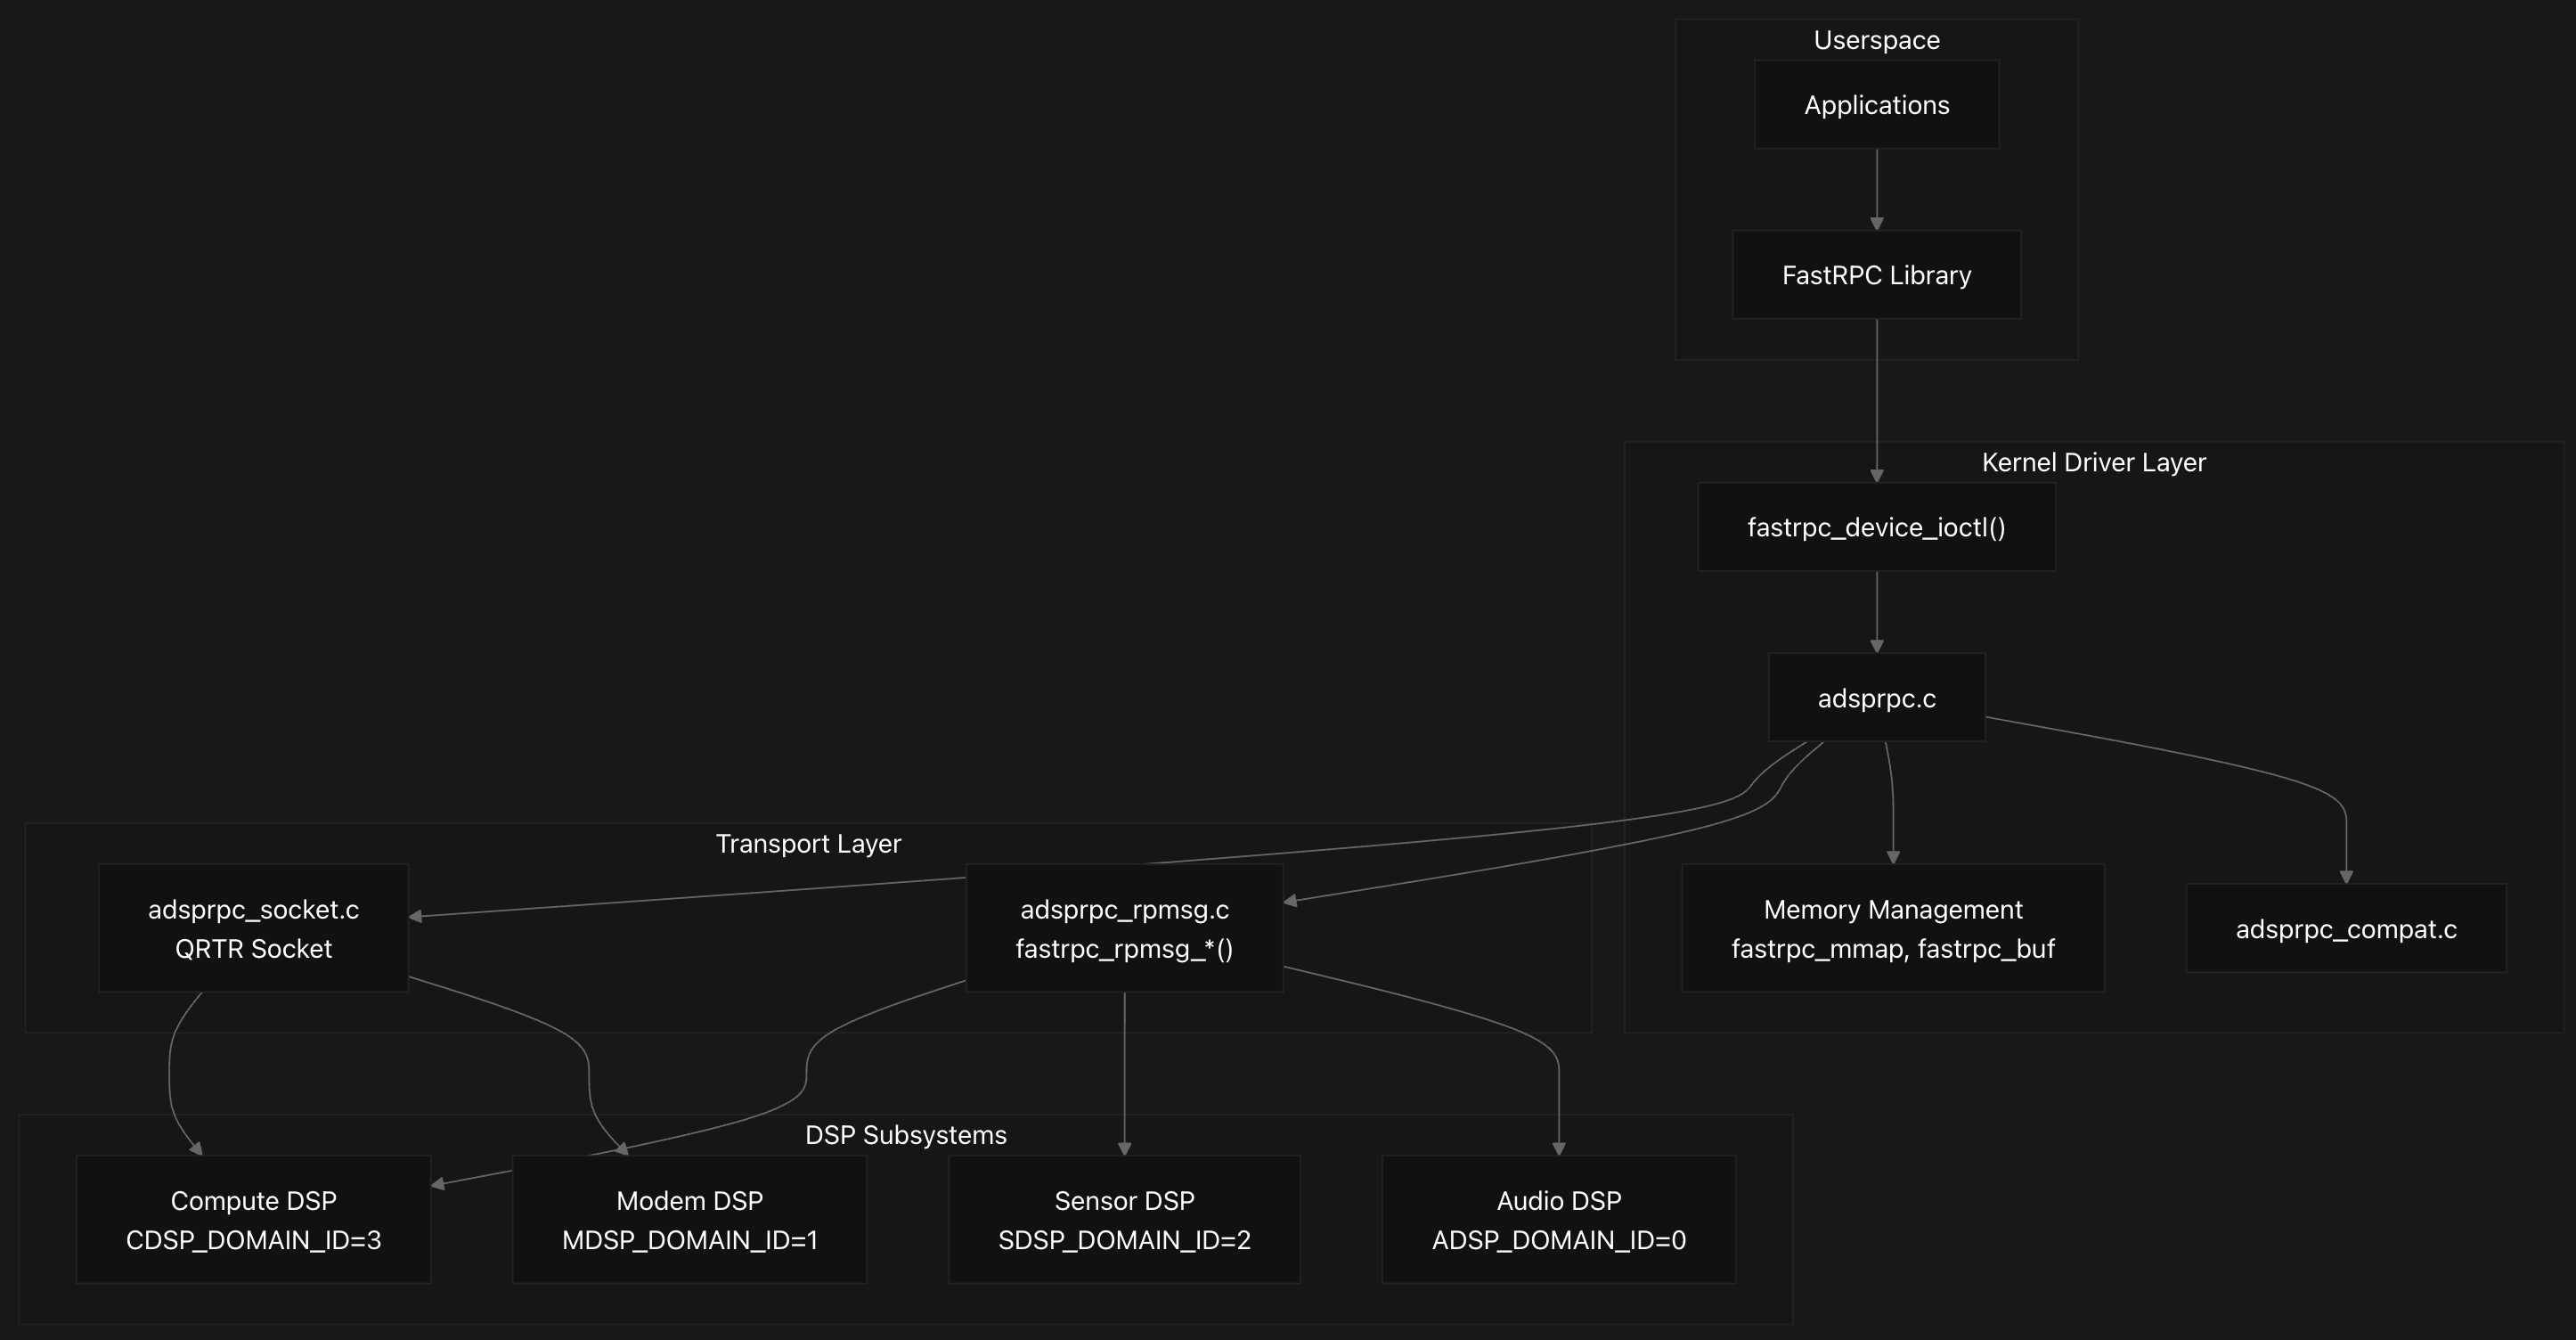 Userspace
Applications
FastRPC Library
Kernel Driver Layer
fastrpc_device_ioctl()
adsprpc.c
Transport Layer
adsprpc_socket.c
QRTR Socket
adsprpc_rpmsg.c
fastrpc_rpmsg_*()
Memory Management
fastrpc_mmap, fastrpc_buf
adsprpc_compat.c
DSP Subsystems
Compute DSP
CDSP_DOMAIN_ID=3
Modem DSP
MDSP_DOMAIN_ID=1
Sensor DSP
SDSP_DOMAIN_ID=2
Audio DSP
ADSP_DOMAIN_ID=0